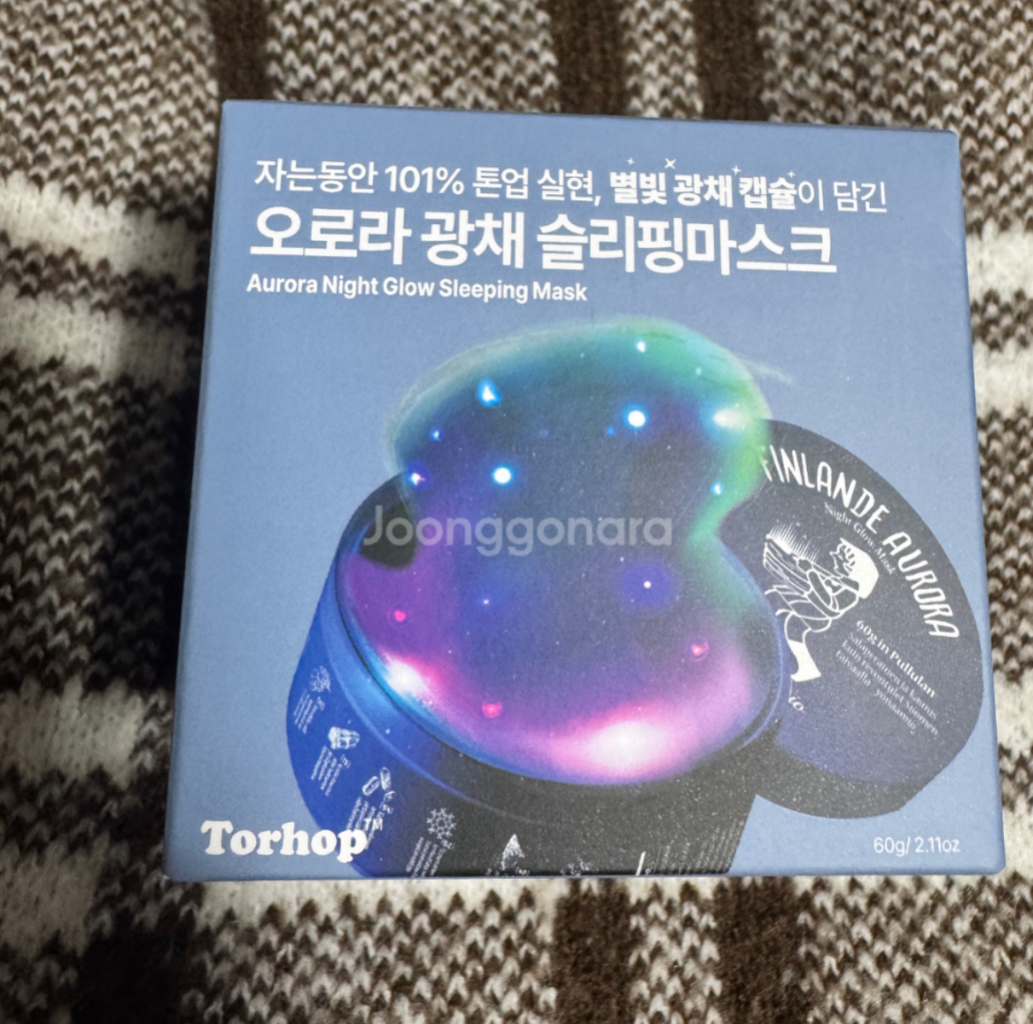 자는동안 101% 톤업 실현, 별빛 광채 캡슐이 담긴
오로라 광채 슬리핑마스크
Aurora Night Glow Sleeping Mask
Joonggonara
FINLANDE AURORA
Night Glow Mask
60g in Pullulan
Torhop™
60g/ 2.11oz